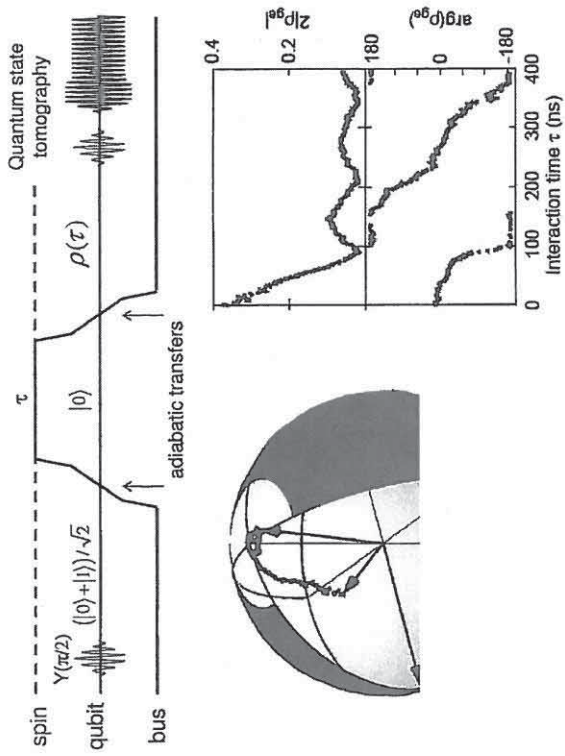 Quantum state
tomography
τ
Y(π/2)
spin
(|0⟩+|1⟩)/√2
|0⟩
ρ(τ)
qubit
bus
adiabatic transfers
0.4
0.2
2|ρge|
180
0
-180
arg(ρge)
0
100
200
300
400
Interaction time τ (ns)